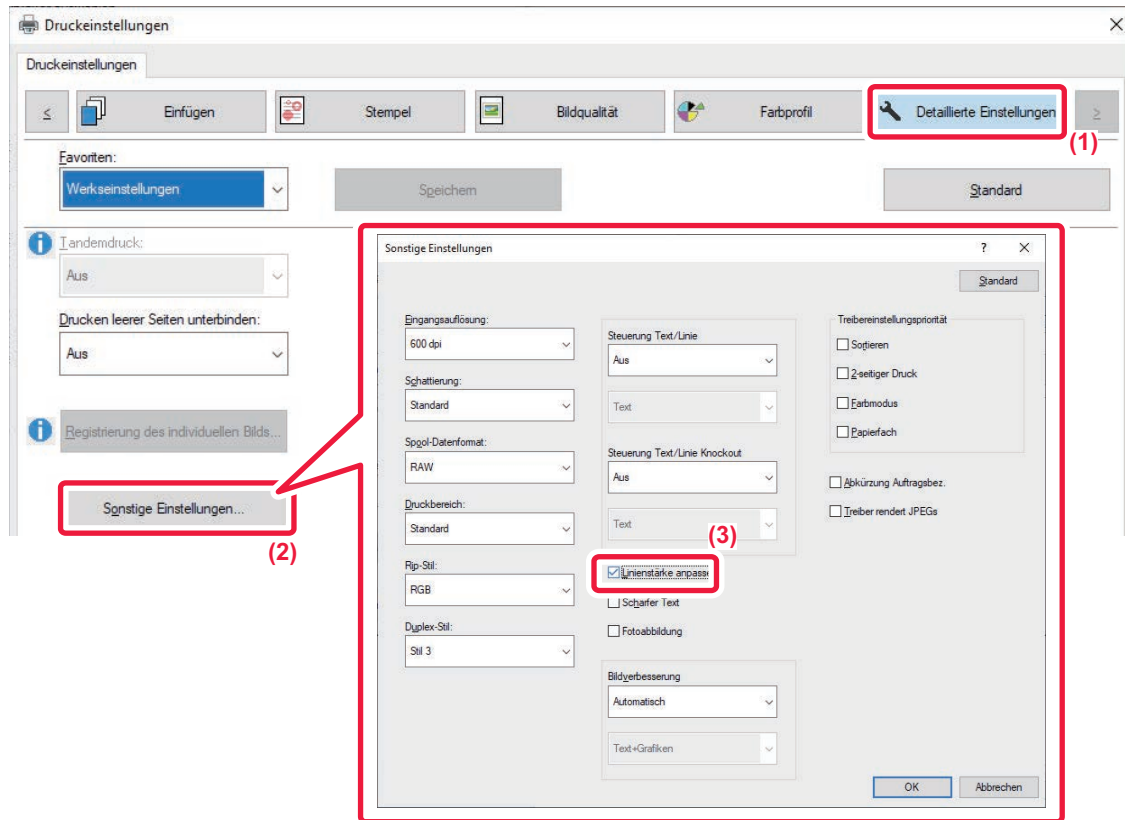 Druckeinstellungen
Druckeinstellungen
<
Einfügen
Stempel
Bildqualität
Farbprofil
Detaillierte Einstellungen
>
(1)
Favoriten:
Werkseinstellungen
Speichern
Standard
Tandemdruck:
Aus
Drucken leerer Seiten unterbinden:
Aus
Registrierung des individuellen Bilds...
Sonstige Einstellungen...
(2)
Sonstige Einstellungen
?
Standard
Eingangsauflösung:
600 dpi
Schattierung:
Standard
Spool-Datenformat:
RAW
Druckbereich:
Standard
Rip-Stil:
RGB
Duplex-Stil:
Stil 3
Steuerung Text/Linie
Aus
Text
Steuerung Text/Linie Knockout
Aus
Text
(3)
Linienstärke anpasse
Scharfer Text
Fotoabbildung
Bildverbesserung
Automatisch
Text+Grafiken
Treibereinstellungspriorität
Sortieren
2-seitiger Druck
Farbmodus
Papierfach
Abkürzung Auftragsbez.
Treiber rendert JPEGs
OK
Abbrechen